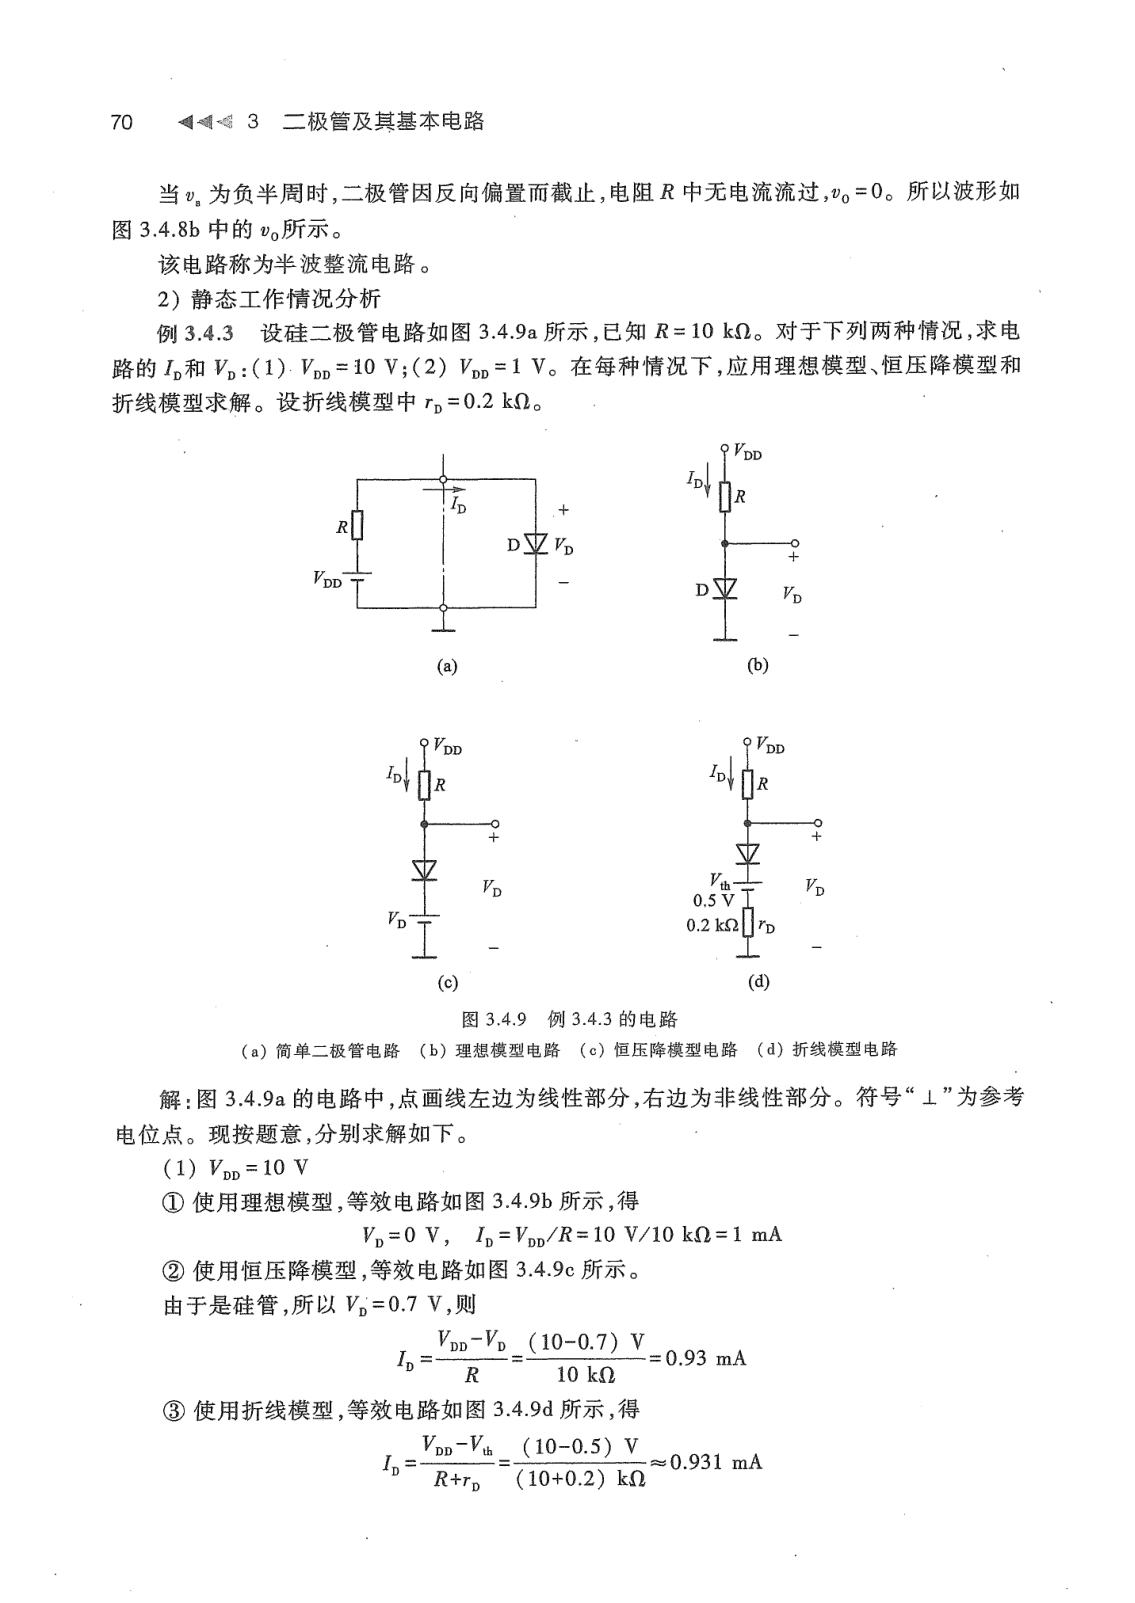 70 ◀◀◀ 3 二极管及其基本电路
当 vs 为负半周时,二极管因反向偏置而截止,电阻 R 中无电流流过,vO=0。所以波形如
图 3.4.8b 中的 vO所示。
该电路称为半波整流电路。
2) 静态工作情况分析
例 3.4.3 设硅二极管电路如图 3.4.9a 所示,已知 R=10 kΩ。对于下列两种情况,求电
路的 ID和 VD:(1) VDD=10 V;(2) VDD=1 V。在每种情况下,应用理想模型、恒压降模型和
折线模型求解。设折线模型中 rD=0.2 kΩ。
R
VDD
ID
D
+
VD
−
(a)
VDD
ID
R
D
+
VD
−
(b)
VDD
ID
R
VD
+
VD
−
(c)
VDD
ID
R
Vth
0.5 V
0.2 kΩ
rD
+
VD
−
(d)
图 3.4.9 例 3.4.3 的电路
(a) 简单二极管电路 (b) 理想模型电路 (c) 恒压降模型电路 (d) 折线模型电路
解:图 3.4.9a 的电路中,点画线左边为线性部分,右边为非线性部分。符号“⊥”为参考
电位点。现按题意,分别求解如下。
(1) VDD=10 V
① 使用理想模型,等效电路如图 3.4.9b 所示,得
VD=0 V, ID=VDD/R=10 V/10 kΩ=1 mA
② 使用恒压降模型,等效电路如图 3.4.9c 所示。
由于是硅管,所以 VD=0.7 V,则
ID=(VDD−VD)/R=(10−0.7) V/10 kΩ=0.93 mA
③ 使用折线模型,等效电路如图 3.4.9d 所示,得
ID=(VDD−Vth)/(R+rD)=(10−0.5) V/(10+0.2) kΩ≈0.931 mA